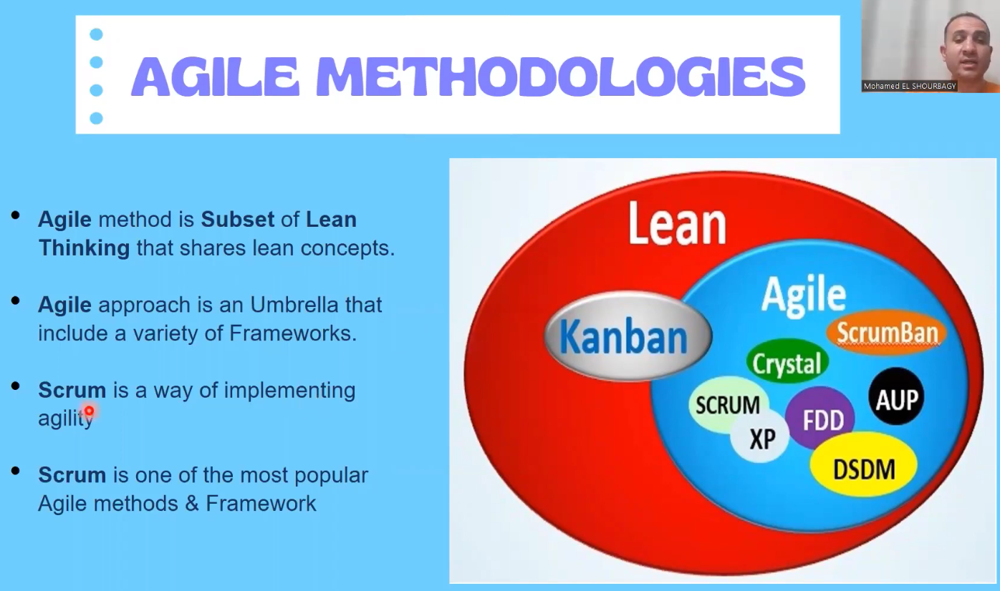 AGILE METHODOLOGIES
Mohamed EL SHOURBAGY
• Agile method is Subset of Lean
Thinking that shares lean concepts.
• Agile approach is an Umbrella that
include a variety of Frameworks.
• Scrum is a way of implementing
agility
• Scrum is one of the most popular
Agile methods & Framework
Lean
Agile
Kanban
ScrumBan
Crystal
SCRUM
XP
FDD
AUP
DSDM